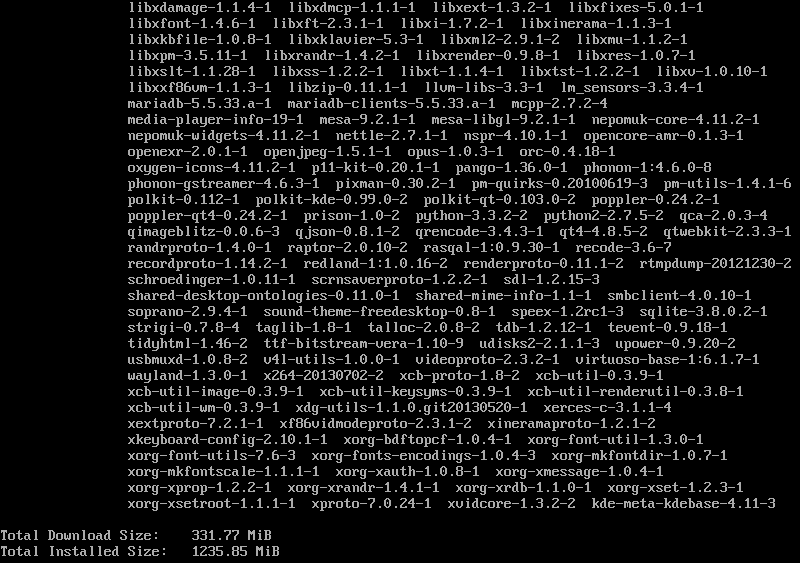 libxdamage-1.1.4-1 libxdmcp-1.1.1-1 libxext-1.3.2-1 libxfixes-5.0.1-1
libxfont-1.4.6-1 libxft-2.3.1-1 libxi-1.7.2-1 libxinerama-1.1.3-1
libxkbfile-1.0.8-1 libxklavier-5.3-1 libxml2-2.9.1-2 libxmu-1.1.2-1
libxpm-3.5.11-1 libxrandr-1.4.2-1 libxrender-0.9.8-1 libxres-1.0.7-1
libxslt-1.1.28-1 libxss-1.2.2-1 libxt-1.1.4-1 libxtst-1.2.2-1 libxv-1.0.10-1
libxxf86vm-1.1.3-1 libzip-0.11.1-1 llvm-libs-3.3-1 lm_sensors-3.3.4-1
mariadb-5.5.33.a-1 mariadb-clients-5.5.33.a-1 mcpp-2.7.2-4
media-player-info-19-1 mesa-9.2.1-1 mesa-libgl-9.2.1-1 nepomuk-core-4.11.2-1
nepomuk-widgets-4.11.2-1 nettle-2.7.1-1 nspr-4.10.1-1 opencore-amr-0.1.3-1
openexr-2.0.1-1 openjpeg-1.5.1-1 opus-1.0.3-1 orc-0.4.18-1
oxygen-icons-4.11.2-1 p11-kit-0.20.1-1 pango-1.36.0-1 phonon-1:4.6.0-8
phonon-gstreamer-4.6.3-1 pixman-0.30.2-1 pm-quirks-0.20100619-3 pm-utils-1.4.1-6
polkit-0.112-1 polkit-kde-0.99.0-2 polkit-qt-0.103.0-2 poppler-0.24.2-1
poppler-qt4-0.24.2-1 prison-1.0-2 python-3.3.2-2 python2-2.7.5-2 qca-2.0.3-4
qimageblitz-0.0.6-3 qjson-0.8.1-2 qrencode-3.4.3-1 qt4-4.8.5-2 qtwebkit-2.3.3-1
randrproto-1.4.0-1 raptor-2.0.10-2 rasqal-1:0.9.30-1 recode-3.6-7
recordproto-1.14.2-1 redland-1:1.0.16-2 renderproto-0.11.1-2 rtmpdump-20121230-2
schroedinger-1.0.11-1 scrnsaverproto-1.2.2-1 sdl-1.2.15-3
shared-desktop-ontologies-0.11.0-1 shared-mime-info-1.1-1 smbclient-4.0.10-1
soprano-2.9.4-1 sound-theme-freedesktop-0.8-1 speex-1.2rc1-3 sqlite-3.8.0.2-1
strigi-0.7.8-4 taglib-1.8-1 talloc-2.0.8-2 tdb-1.2.12-1 tevent-0.9.18-1
tidyhtml-1.46-2 ttf-bitstream-vera-1.10-9 udisks2-2.1.1-3 upower-0.9.20-2
usbmuxd-1.0.8-2 v4l-utils-1.0.0-1 videoproto-2.3.2-1 virtuoso-base-1:6.1.7-1
wayland-1.3.0-1 x264-20130702-2 xcb-proto-1.8-2 xcb-util-0.3.9-1
xcb-util-image-0.3.9-1 xcb-util-keysyms-0.3.9-1 xcb-util-renderutil-0.3.8-1
xcb-util-wm-0.3.9-1 xdg-utils-1.1.0.git20130520-1 xerces-c-3.1.1-4
xextproto-7.2.1-1 xf86vidmodeproto-2.3.1-2 xineramaproto-1.2.1-2
xkeyboard-config-2.10.1-1 xorg-bdftopcf-1.0.4-1 xorg-font-util-1.3.0-1
xorg-font-utils-7.6-3 xorg-fonts-encodings-1.0.4-3 xorg-mkfontdir-1.0.7-1
xorg-mkfontscale-1.1.1-1 xorg-xauth-1.0.8-1 xorg-xmessage-1.0.4-1
xorg-xprop-1.2.2-1 xorg-xrandr-1.4.1-1 xorg-xrdb-1.1.0-1 xorg-xset-1.2.3-1
xorg-xsetroot-1.1.1-1 xproto-7.0.24-1 xvidcore-1.3.2-2 kde-meta-kdebase-4.11-3
Total Download Size: 331.77 MiB
Total Installed Size: 1235.85 MiB